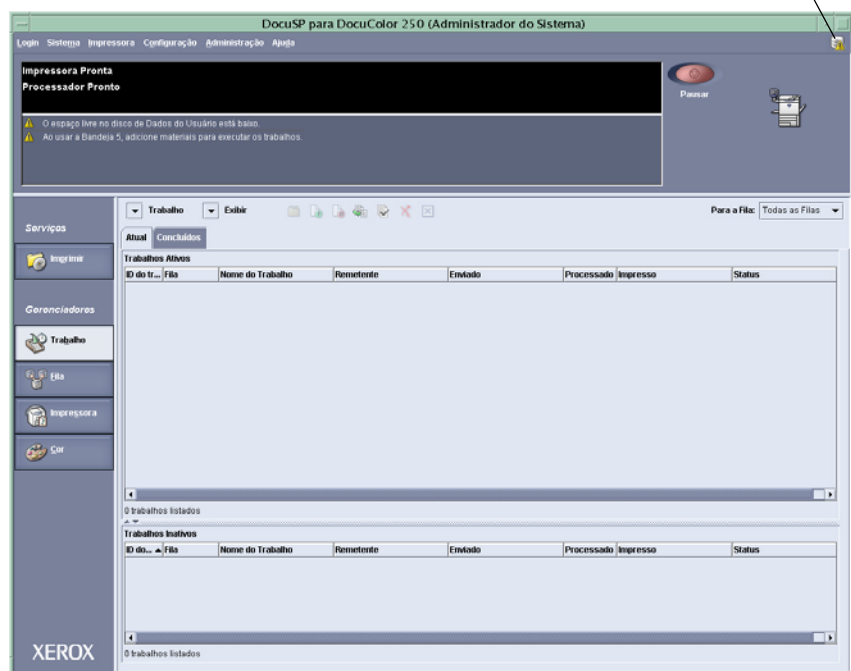 DocuSP para DocuColor 250 (Administrador do Sistema)
Login Sistema Impressora Configuração Administração Ajuda
Impressora Pronta
Processador Pronto
Pausar
O espaço livre no disco de Dados do Usuário está baixo.
Ao usar a Bandeja 5, adicione materiais para executar os trabalhos.
Serviços
Imprimir
Gerenciadores
Trabalho
Fila
Impressora
Cor
XEROX
Trabalho Exibir Para a Fila: Todas as Filas
Atual Concluídos
Trabalhos Ativos
ID do tr... Fila Nome do Trabalho Remetente Enviado Processado Impresso Status
0 trabalhos listados
Trabalhos Inativos
ID do... Fila Nome do Trabalho Remetente Enviado Processado Impresso Status
0 trabalhos listados